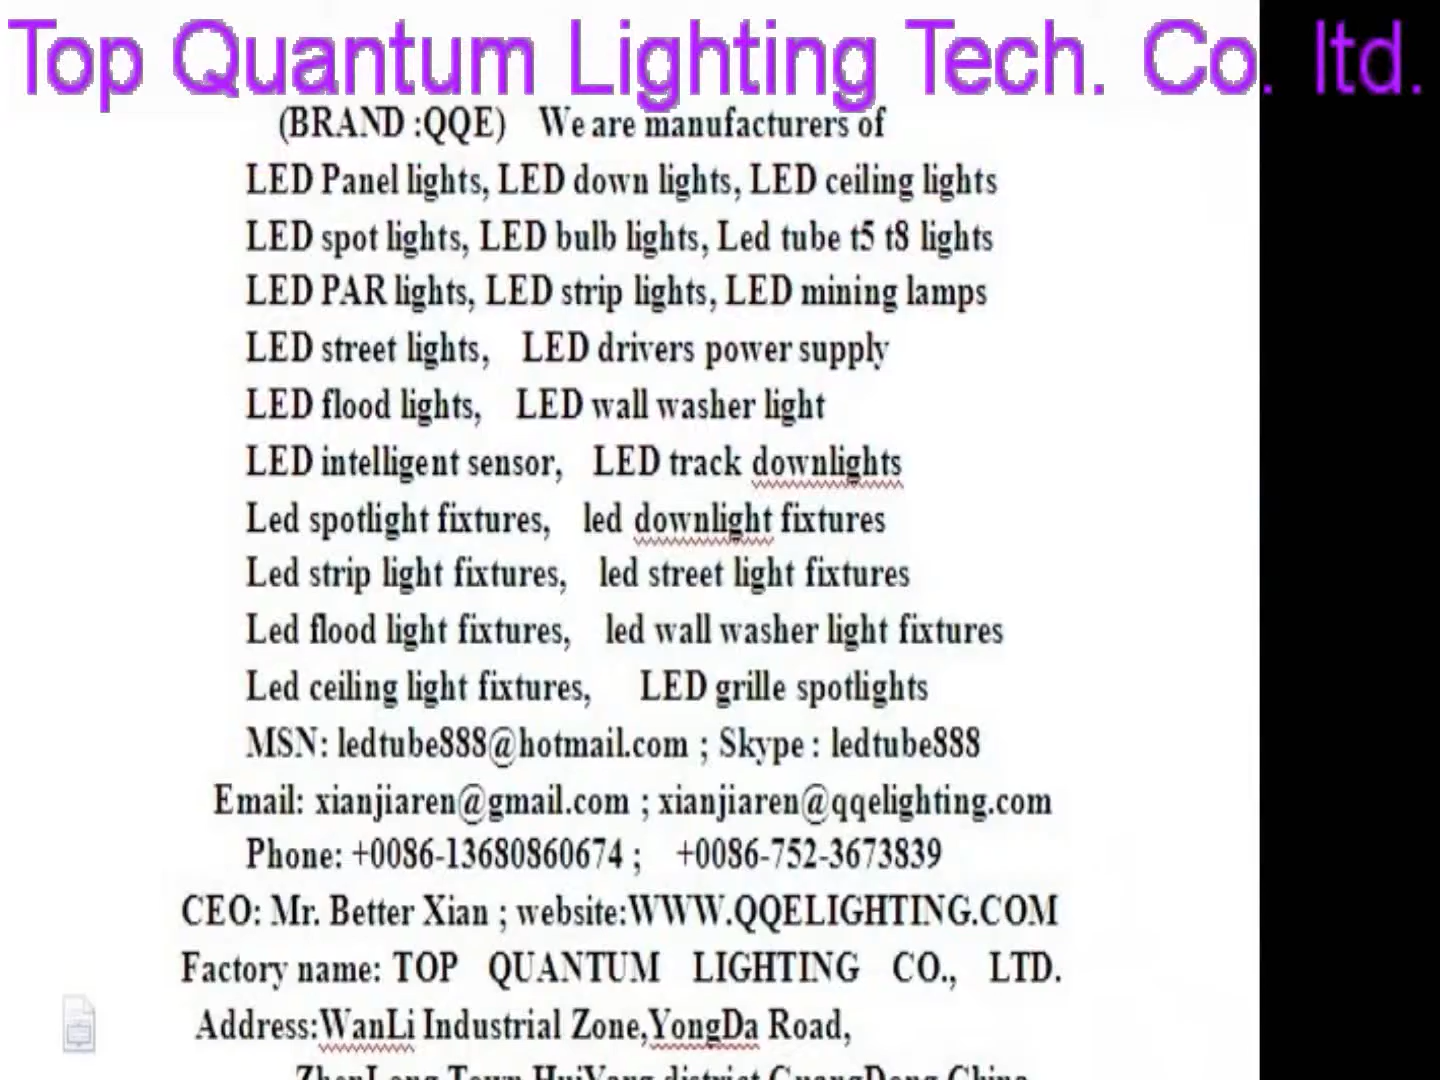 Top Quantum Lighting Tech. Co. ltd.
(BRAND :QQE) We are manufacturers of
LED Panel lights, LED down lights, LED ceiling lights
LED spot lights, LED bulb lights, Led tube t5 t8 lights
LED PAR lights, LED strip lights, LED mining lamps
LED street lights, LED drivers power supply
LED flood lights, LED wall washer light
LED intelligent sensor, LED track downlights
Led spotlight fixtures, led downlight fixtures
Led strip light fixtures, led street light fixtures
Led flood light fixtures, led wall washer light fixtures
Led ceiling light fixtures, LED grille spotlights
MSN: ledtube888@hotmail.com ; Skype : ledtube888
Email: xianjiaren@gmail.com ; xianjiaren@qqelighting.com
Phone: +0086-13680860674 ; +0086-752-3673839
CEO: Mr. Better Xian ; website:WWW.QQELIGHTING.COM
Factory name: TOP QUANTUM LIGHTING CO., LTD.
Address:WanLi Industrial Zone,YongDa Road,
ZhenLong Town HuiYang district GuangDong China